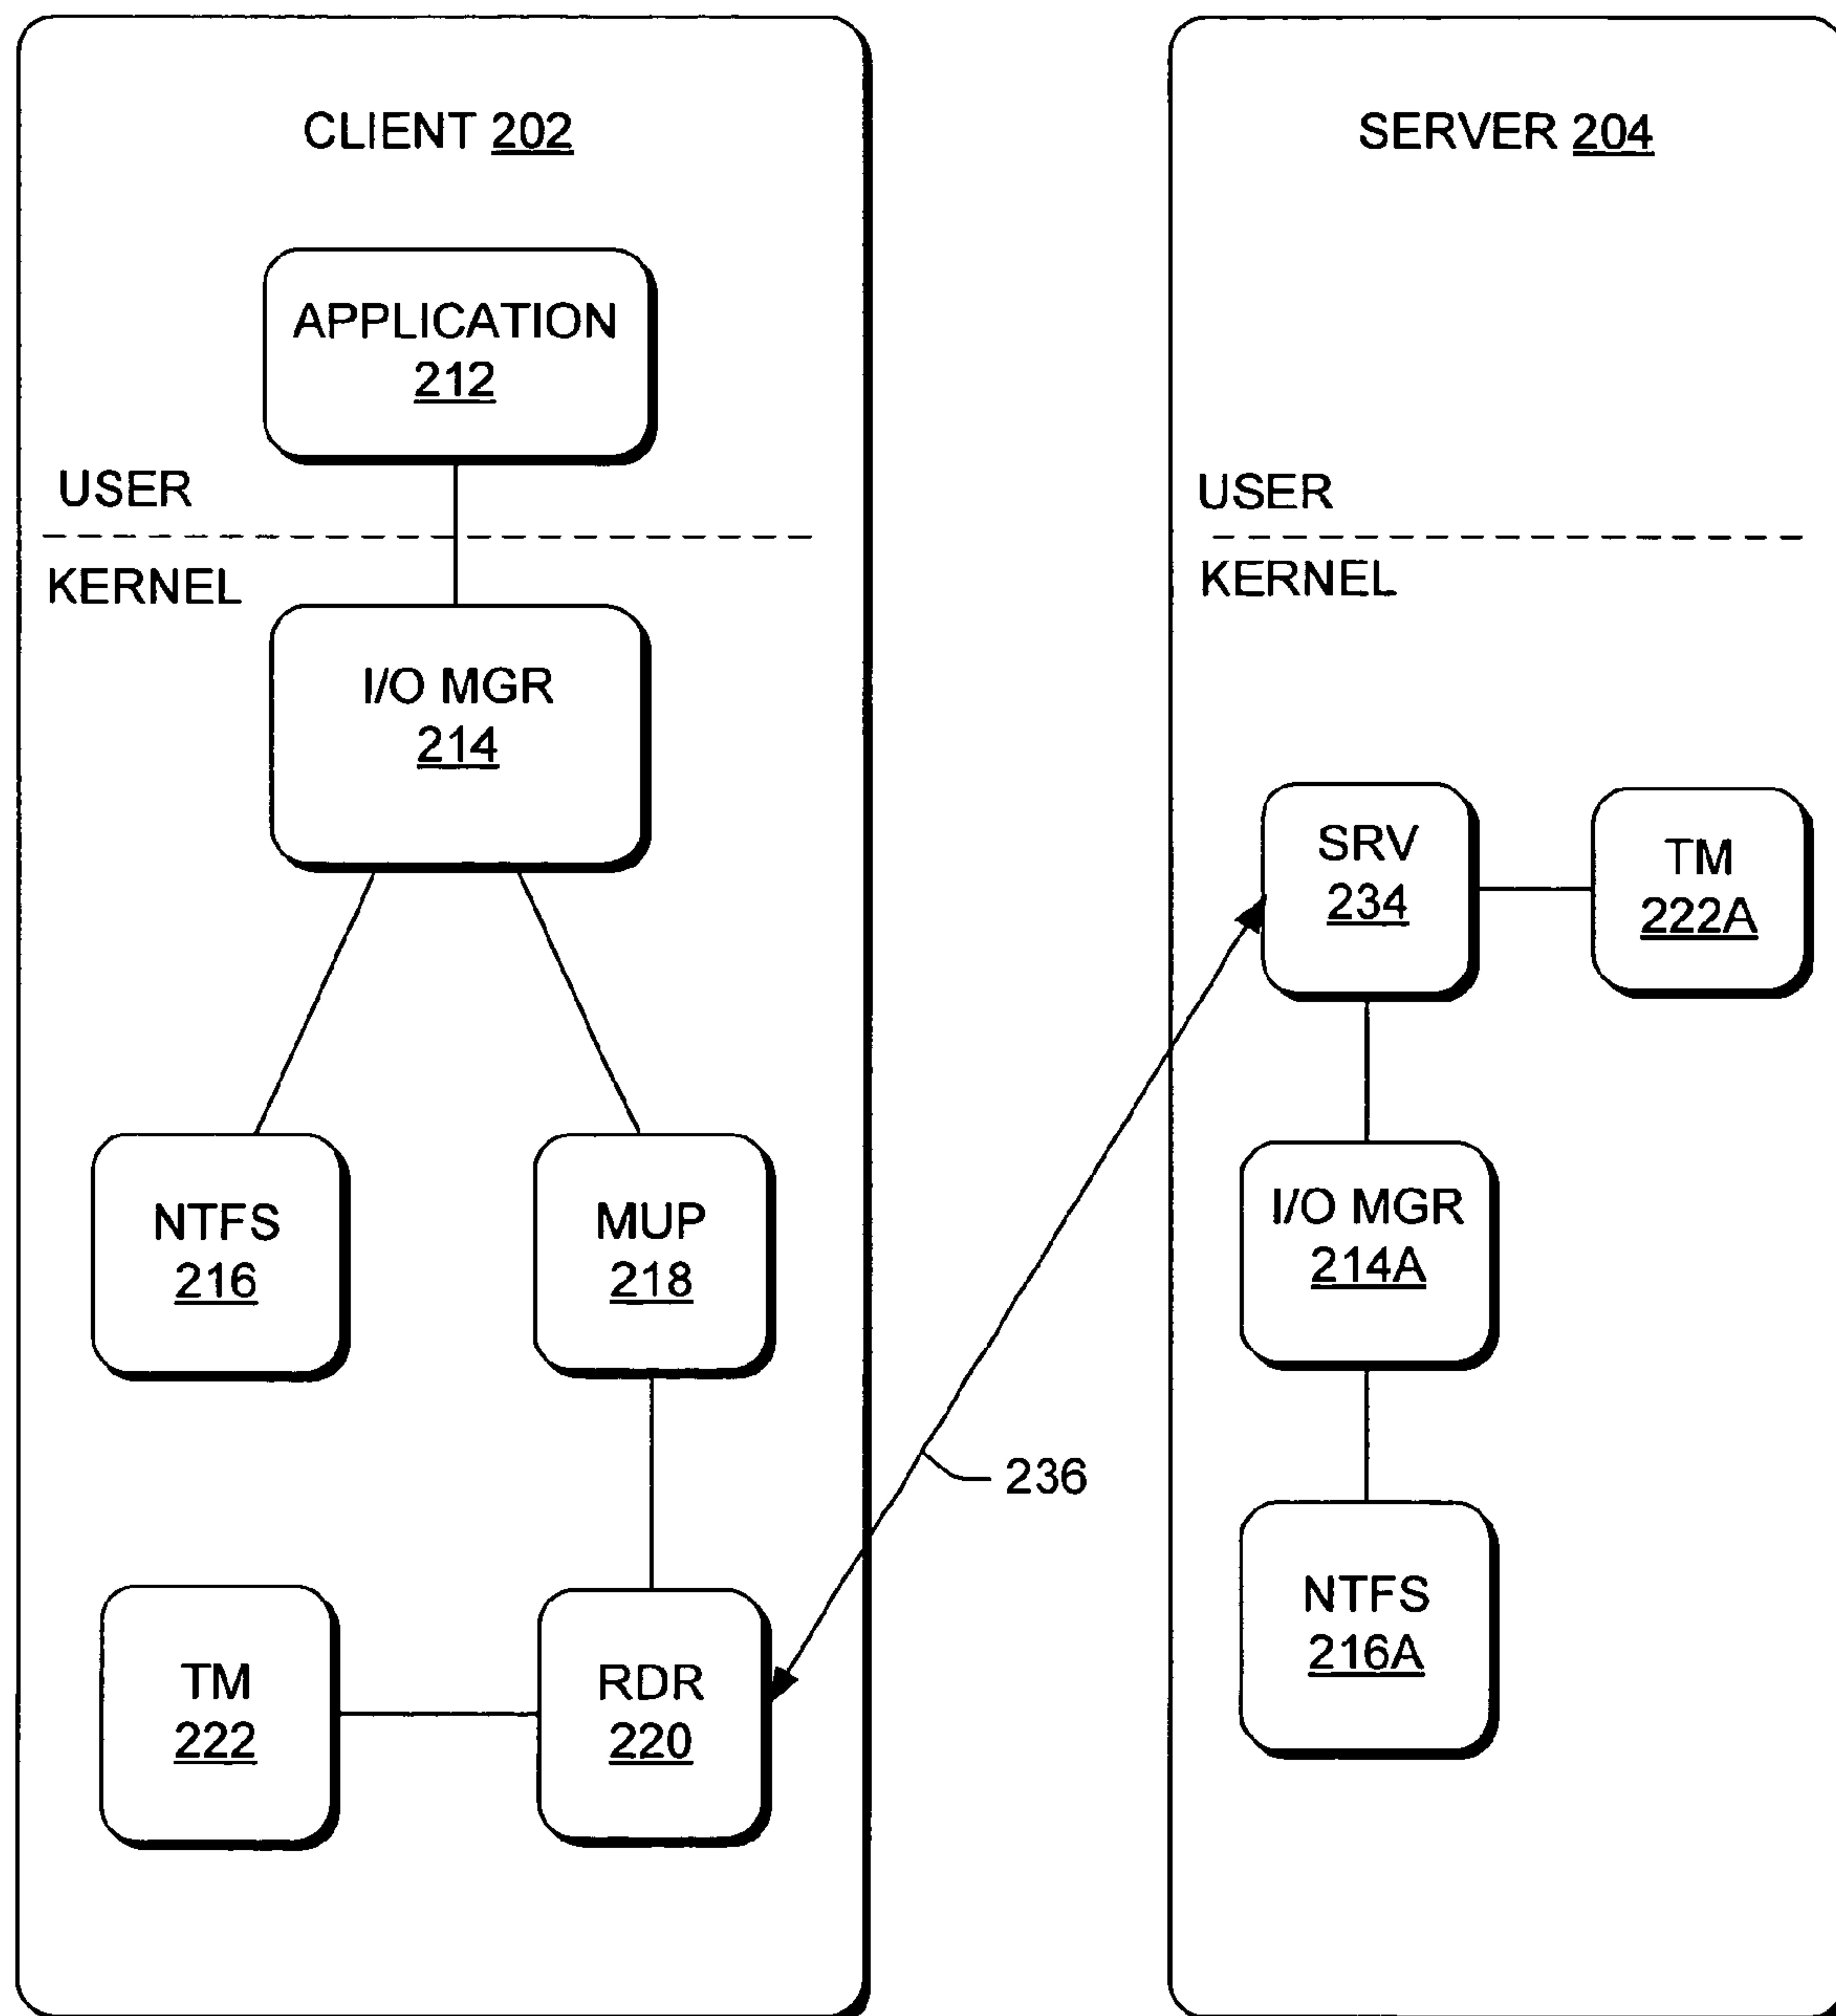 CLIENT 202
APPLICATION
212
USER
KERNEL
I/O MGR
214
NTFS
216
MUP
218
TM
222
RDR
220
236
SERVER 204
USER
KERNEL
SRV
234
TM
222A
I/O MGR
214A
NTFS
216A